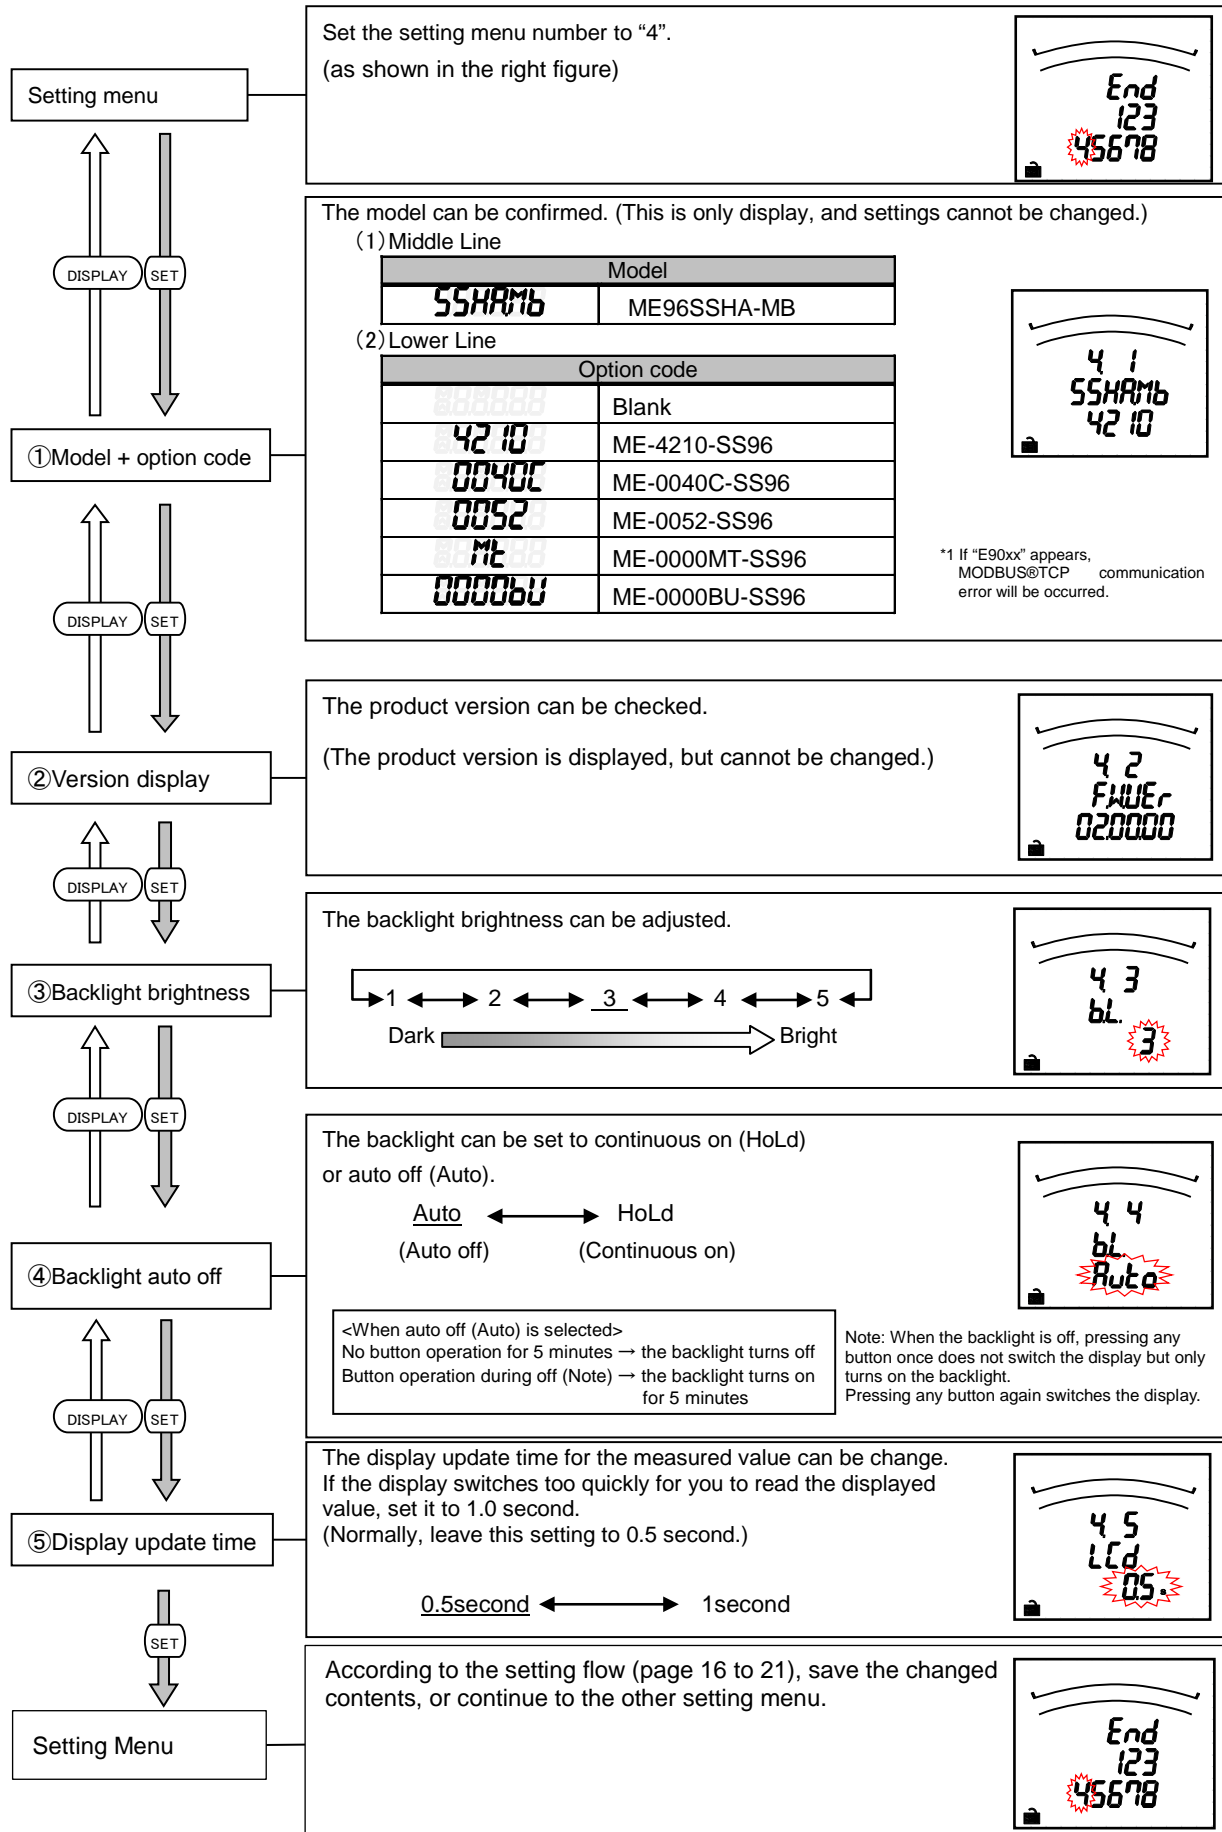 Set the setting menu number to “4”.
(as shown in the right figure)
Setting menu
End
123
45678
DISPLAY SET
The model can be confirmed. (This is only display, and settings cannot be changed.)
(1)Middle Line
Model
SSHA.Mb ME96SSHA-MB
(2)Lower Line
Option code
Blank
4210 ME-4210-SS96
0040C ME-0040C-SS96
0052 ME-0052-SS96
Mt ME-0000MT-SS96
0000bU ME-0000BU-SS96
4. 1
SSHA.Mb
4210
①Model + option code
*1 If “E90xx” appears,
MODBUS®TCP communication
error will be occurred.
DISPLAY SET
The product version can be checked.
(The product version is displayed, but cannot be changed.)
②Version display
4. 2
F.W.VEr
02.00.00
DISPLAY SET
The backlight brightness can be adjusted.
③Backlight brightness
1 2 3 4 5
Dark Bright
4. 3
b.L.
3
DISPLAY SET
The backlight can be set to continuous on (HoLd)
or auto off (Auto).
Auto HoLd
(Auto off) (Continuous on)
④Backlight auto off
4. 4
b.L.
Auto
<When auto off (Auto) is selected>
No button operation for 5 minutes → the backlight turns off
Button operation during off (Note) → the backlight turns on
for 5 minutes
Note: When the backlight is off, pressing any
button once does not switch the display but only
turns on the backlight.
Pressing any button again switches the display.
DISPLAY SET
The display update time for the measured value can be change.
If the display switches too quickly for you to read the displayed
value, set it to 1.0 second.
(Normally, leave this setting to 0.5 second.)
⑤Display update time
0.5second 1second
4. 5
LCd
0.5 s
SET
According to the setting flow (page 16 to 21), save the changed
contents, or continue to the other setting menu.
Setting Menu
End
123
45678